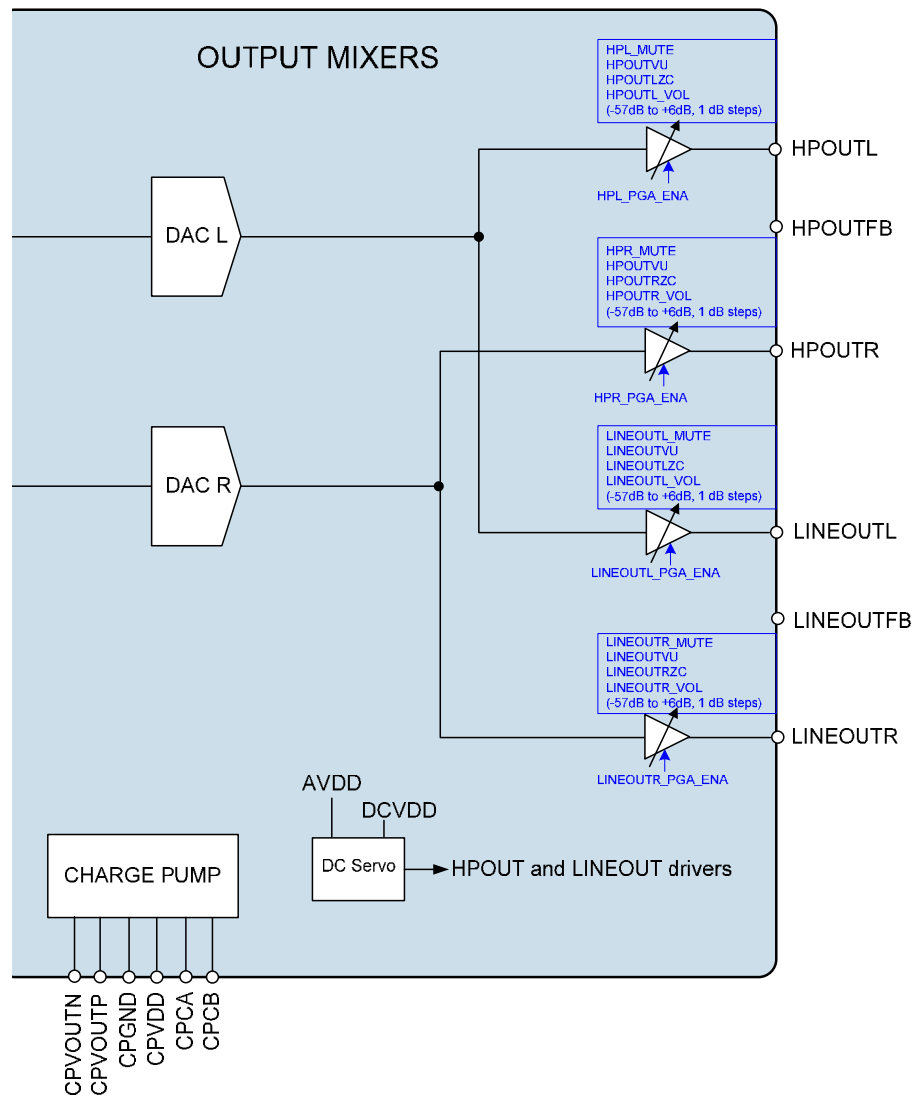 OUTPUT MIXERS
HPL_MUTE
HPOUTVU
HPOUTLZC
HPOUTL_VOL
(-57dB to +6dB, 1 dB steps)
HPOUTL
HPL_PGA_ENA
DAC L
HPOUTFB
HPR_MUTE
HPOUTVU
HPOUTRZC
HPOUTR_VOL
(-57dB to +6dB, 1 dB steps)
HPOUTR
HPR_PGA_ENA
LINEOUTL_MUTE
LINEOUTVU
LINEOUTLZC
LINEOUTL_VOL
(-57dB to +6dB, 1 dB steps)
DAC R
LINEOUTL
LINEOUTL_PGA_ENA
LINEOUTFB
LINEOUTR_MUTE
LINEOUTVU
LINEOUTRZC
LINEOUTR_VOL
(-57dB to +6dB, 1 dB steps)
LINEOUTR
LINEOUTR_PGA_ENA
AVDD
DCVDD
DC Servo
HPOUT and LINEOUT drivers
CHARGE PUMP
CPVOUTN
CPVOUTP
CPGND
CPVDD
CPCA
CPCB